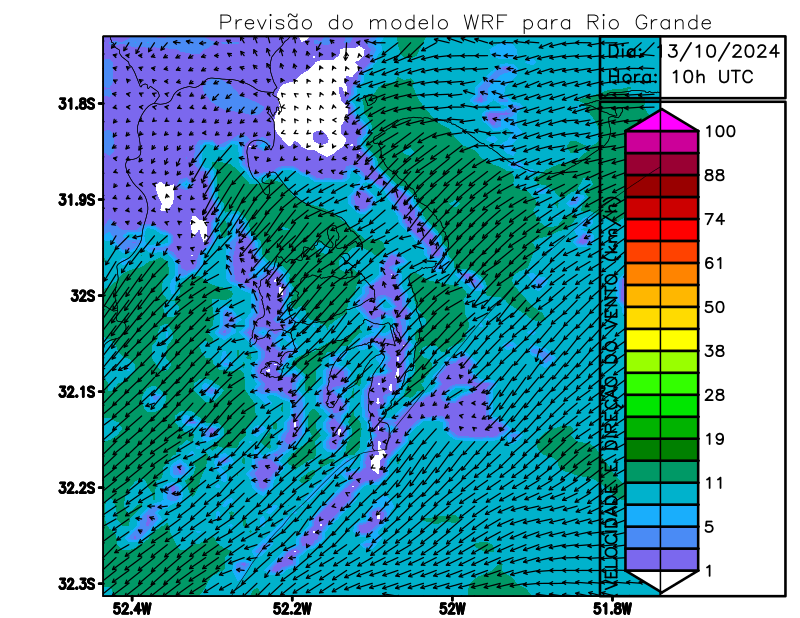 Previsão do modelo WRF para Rio Grande
Dia: 13/10/2024
Hora: 10h UTC
VELOCIDADE E DIREÇÃO DO VENTO (km/h)
100
88
74
61
50
38
28
19
11
5
1
31.8S
31.9S
32S
32.1S
32.2S
32.3S
52.4W
52.2W
52W
51.8W